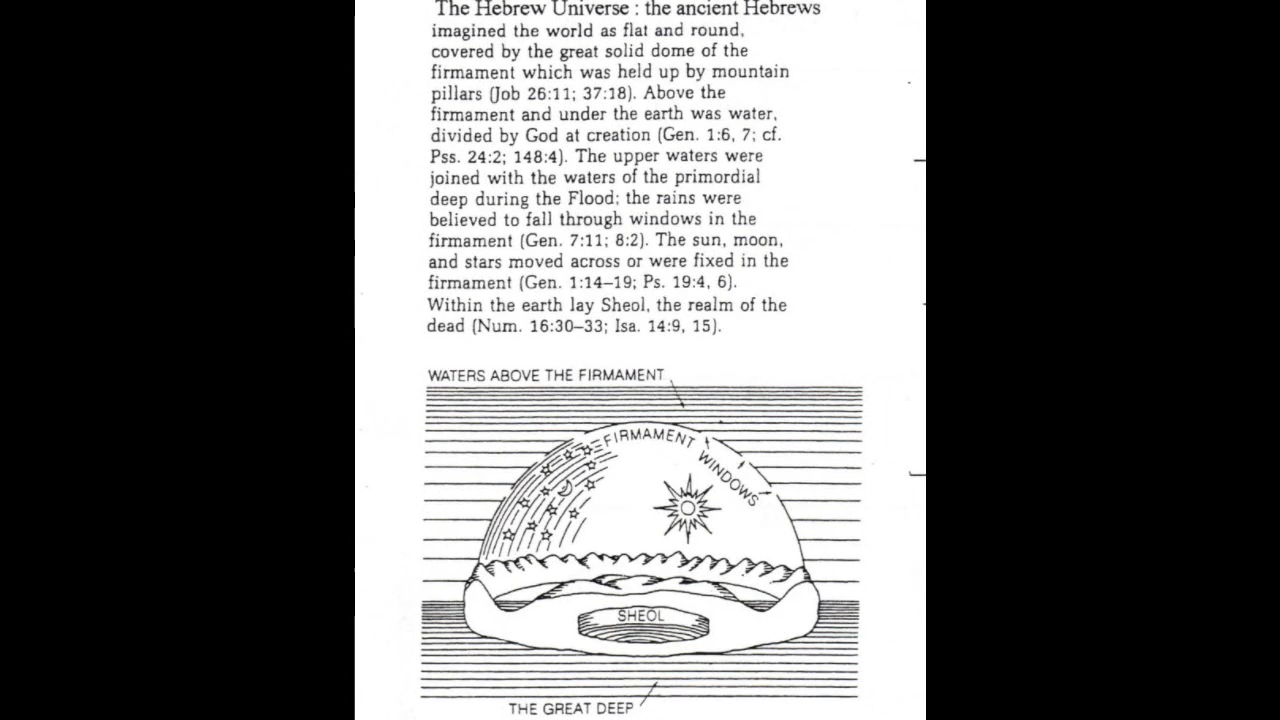 The Hebrew Universe : the ancient Hebrews
imagined the world as flat and round,
covered by the great solid dome of the
firmament which was held up by mountain
pillars (Job 26:11; 37:18). Above the
firmament and under the earth was water,
divided by God at creation (Gen. 1:6, 7; cf.
Pss. 24:2; 148:4). The upper waters were
joined with the waters of the primordial
deep during the Flood; the rains were
believed to fall through windows in the
firmament (Gen. 7:11; 8:2). The sun, moon,
and stars moved across or were fixed in the
firmament (Gen. 1:14–19; Ps. 19:4, 6).
Within the earth lay Sheol, the realm of the
dead (Num. 16:30–33; Isa. 14:9, 15).
WATERS ABOVE THE FIRMAMENT
FIRMAMENT
WINDOWS
SHEOL
THE GREAT DEEP